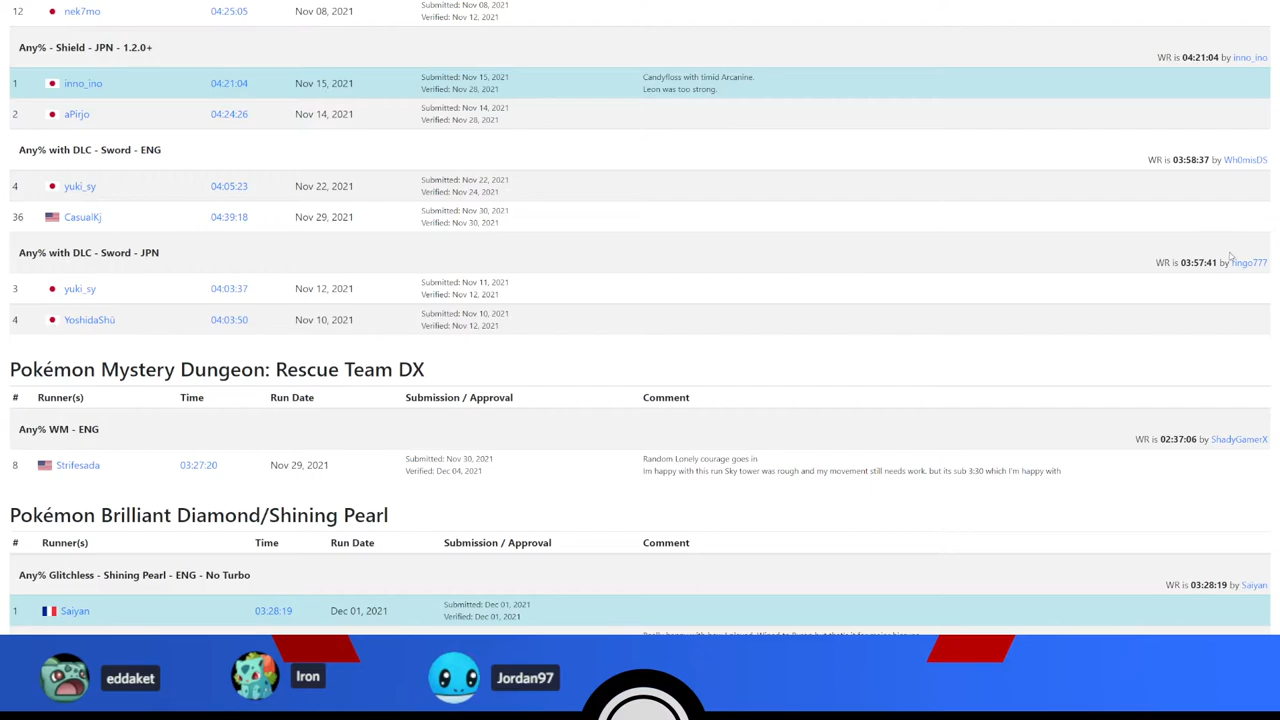 12 nek7mo 04:25:05 Nov 08, 2021 Submitted: Nov 08, 2021
Verified: Nov 12, 2021
Any% - Shield - JPN - 1.2.0+
WR is 04:21:04 by inno_ino
1 inno_ino 04:21:04 Nov 15, 2021 Submitted: Nov 15, 2021 Candyfloss with timid Arcanine.
Verified: Nov 28, 2021 Leon was too strong.
2 aPirjo 04:24:26 Nov 14, 2021 Submitted: Nov 14, 2021
Verified: Nov 28, 2021
Any% with DLC - Sword - ENG
WR is 03:58:37 by Wh0misDS
4 yuki_sy 04:05:23 Nov 22, 2021 Submitted: Nov 22, 2021
Verified: Nov 24, 2021
36 CasualKj 04:39:18 Nov 29, 2021 Submitted: Nov 30, 2021
Verified: Nov 30, 2021
Any% with DLC - Sword - JPN
WR is 03:57:41 by ringo777
3 yuki_sy 04:03:37 Nov 12, 2021 Submitted: Nov 11, 2021
Verified: Nov 12, 2021
4 YoshidaShū 04:03:50 Nov 10, 2021 Submitted: Nov 10, 2021
Verified: Nov 12, 2021
Pokémon Mystery Dungeon: Rescue Team DX
# Runner(s) Time Run Date Submission / Approval Comment
Any% WM - ENG
WR is 02:37:06 by ShadyGamerX
8 Strifesada 03:27:20 Nov 29, 2021 Submitted: Nov 30, 2021 Random Lonely courage goes in
Verified: Dec 04, 2021 Im happy with this run Sky tower was rough and my movement still needs work, but its sub 3:30 which I'm happy with
Pokémon Brilliant Diamond/Shining Pearl
# Runner(s) Time Run Date Submission / Approval Comment
Any% Glitchless - Shining Pearl - ENG - No Turbo
WR is 03:28:19 by Saiyan
1 Saiyan 03:28:19 Dec 01, 2021 Submitted: Dec 01, 2021
Verified: Dec 01, 2021
eddaket Iron Jordan97